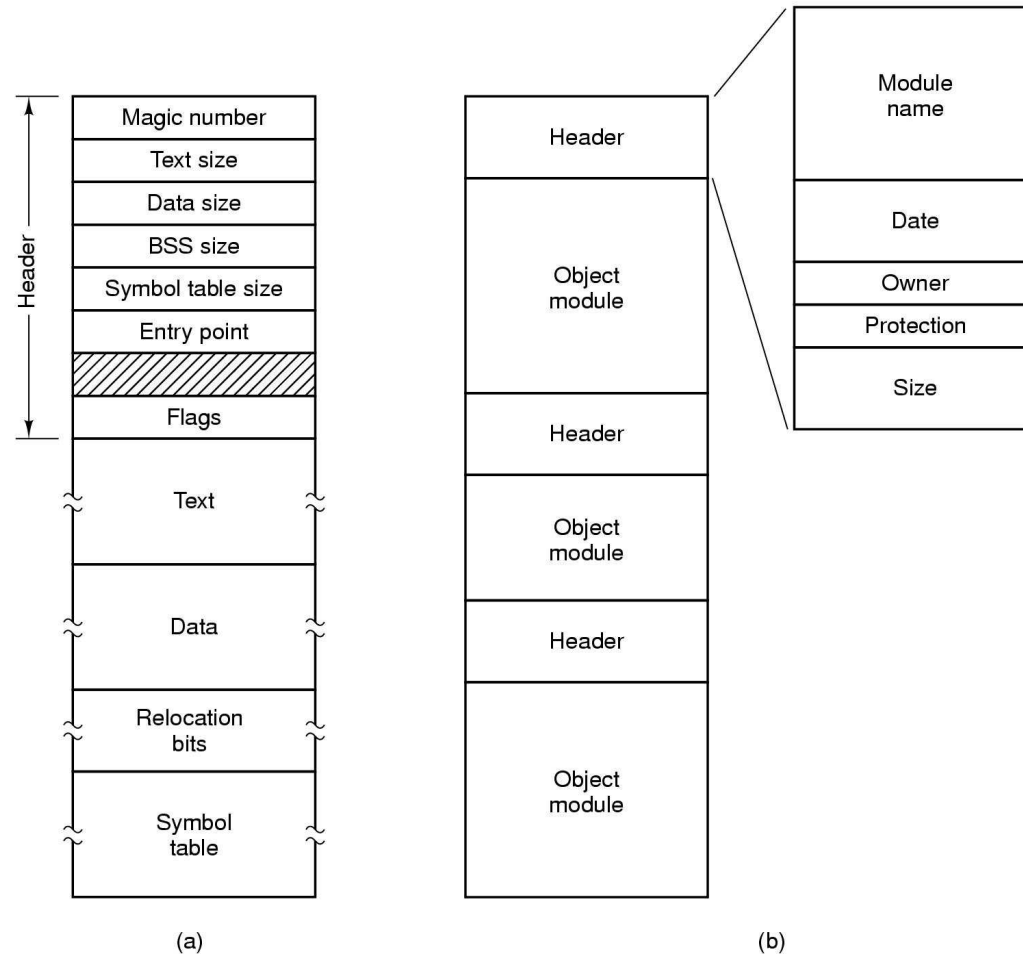 Header
Magic number
Text size
Data size
BSS size
Symbol table size
Entry point
Flags
Text
Data
Relocation
bits
Symbol
table
(a)
Header
Object
module
Header
Object
module
Header
Object
module
Module
name
Date
Owner
Protection
Size
(b)